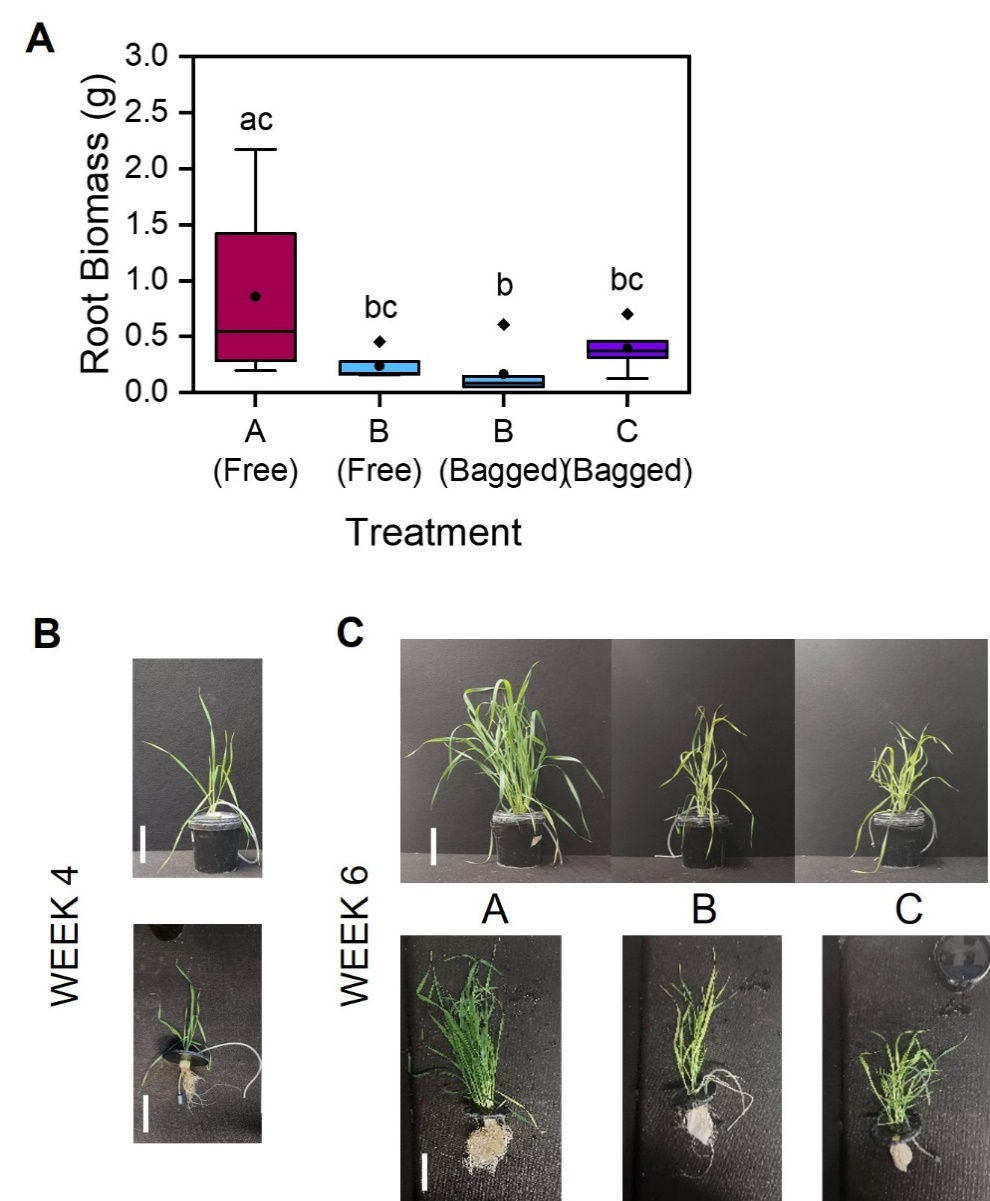 A
3.0
2.5
2.0
1.5
1.0
0.5
0.0
Root Biomass (g)
ac
bc
b
bc
A B B C
(Free) (Free) (Bagged) (Bagged)
Treatment
B
C
WEEK 4
WEEK 6
A B C